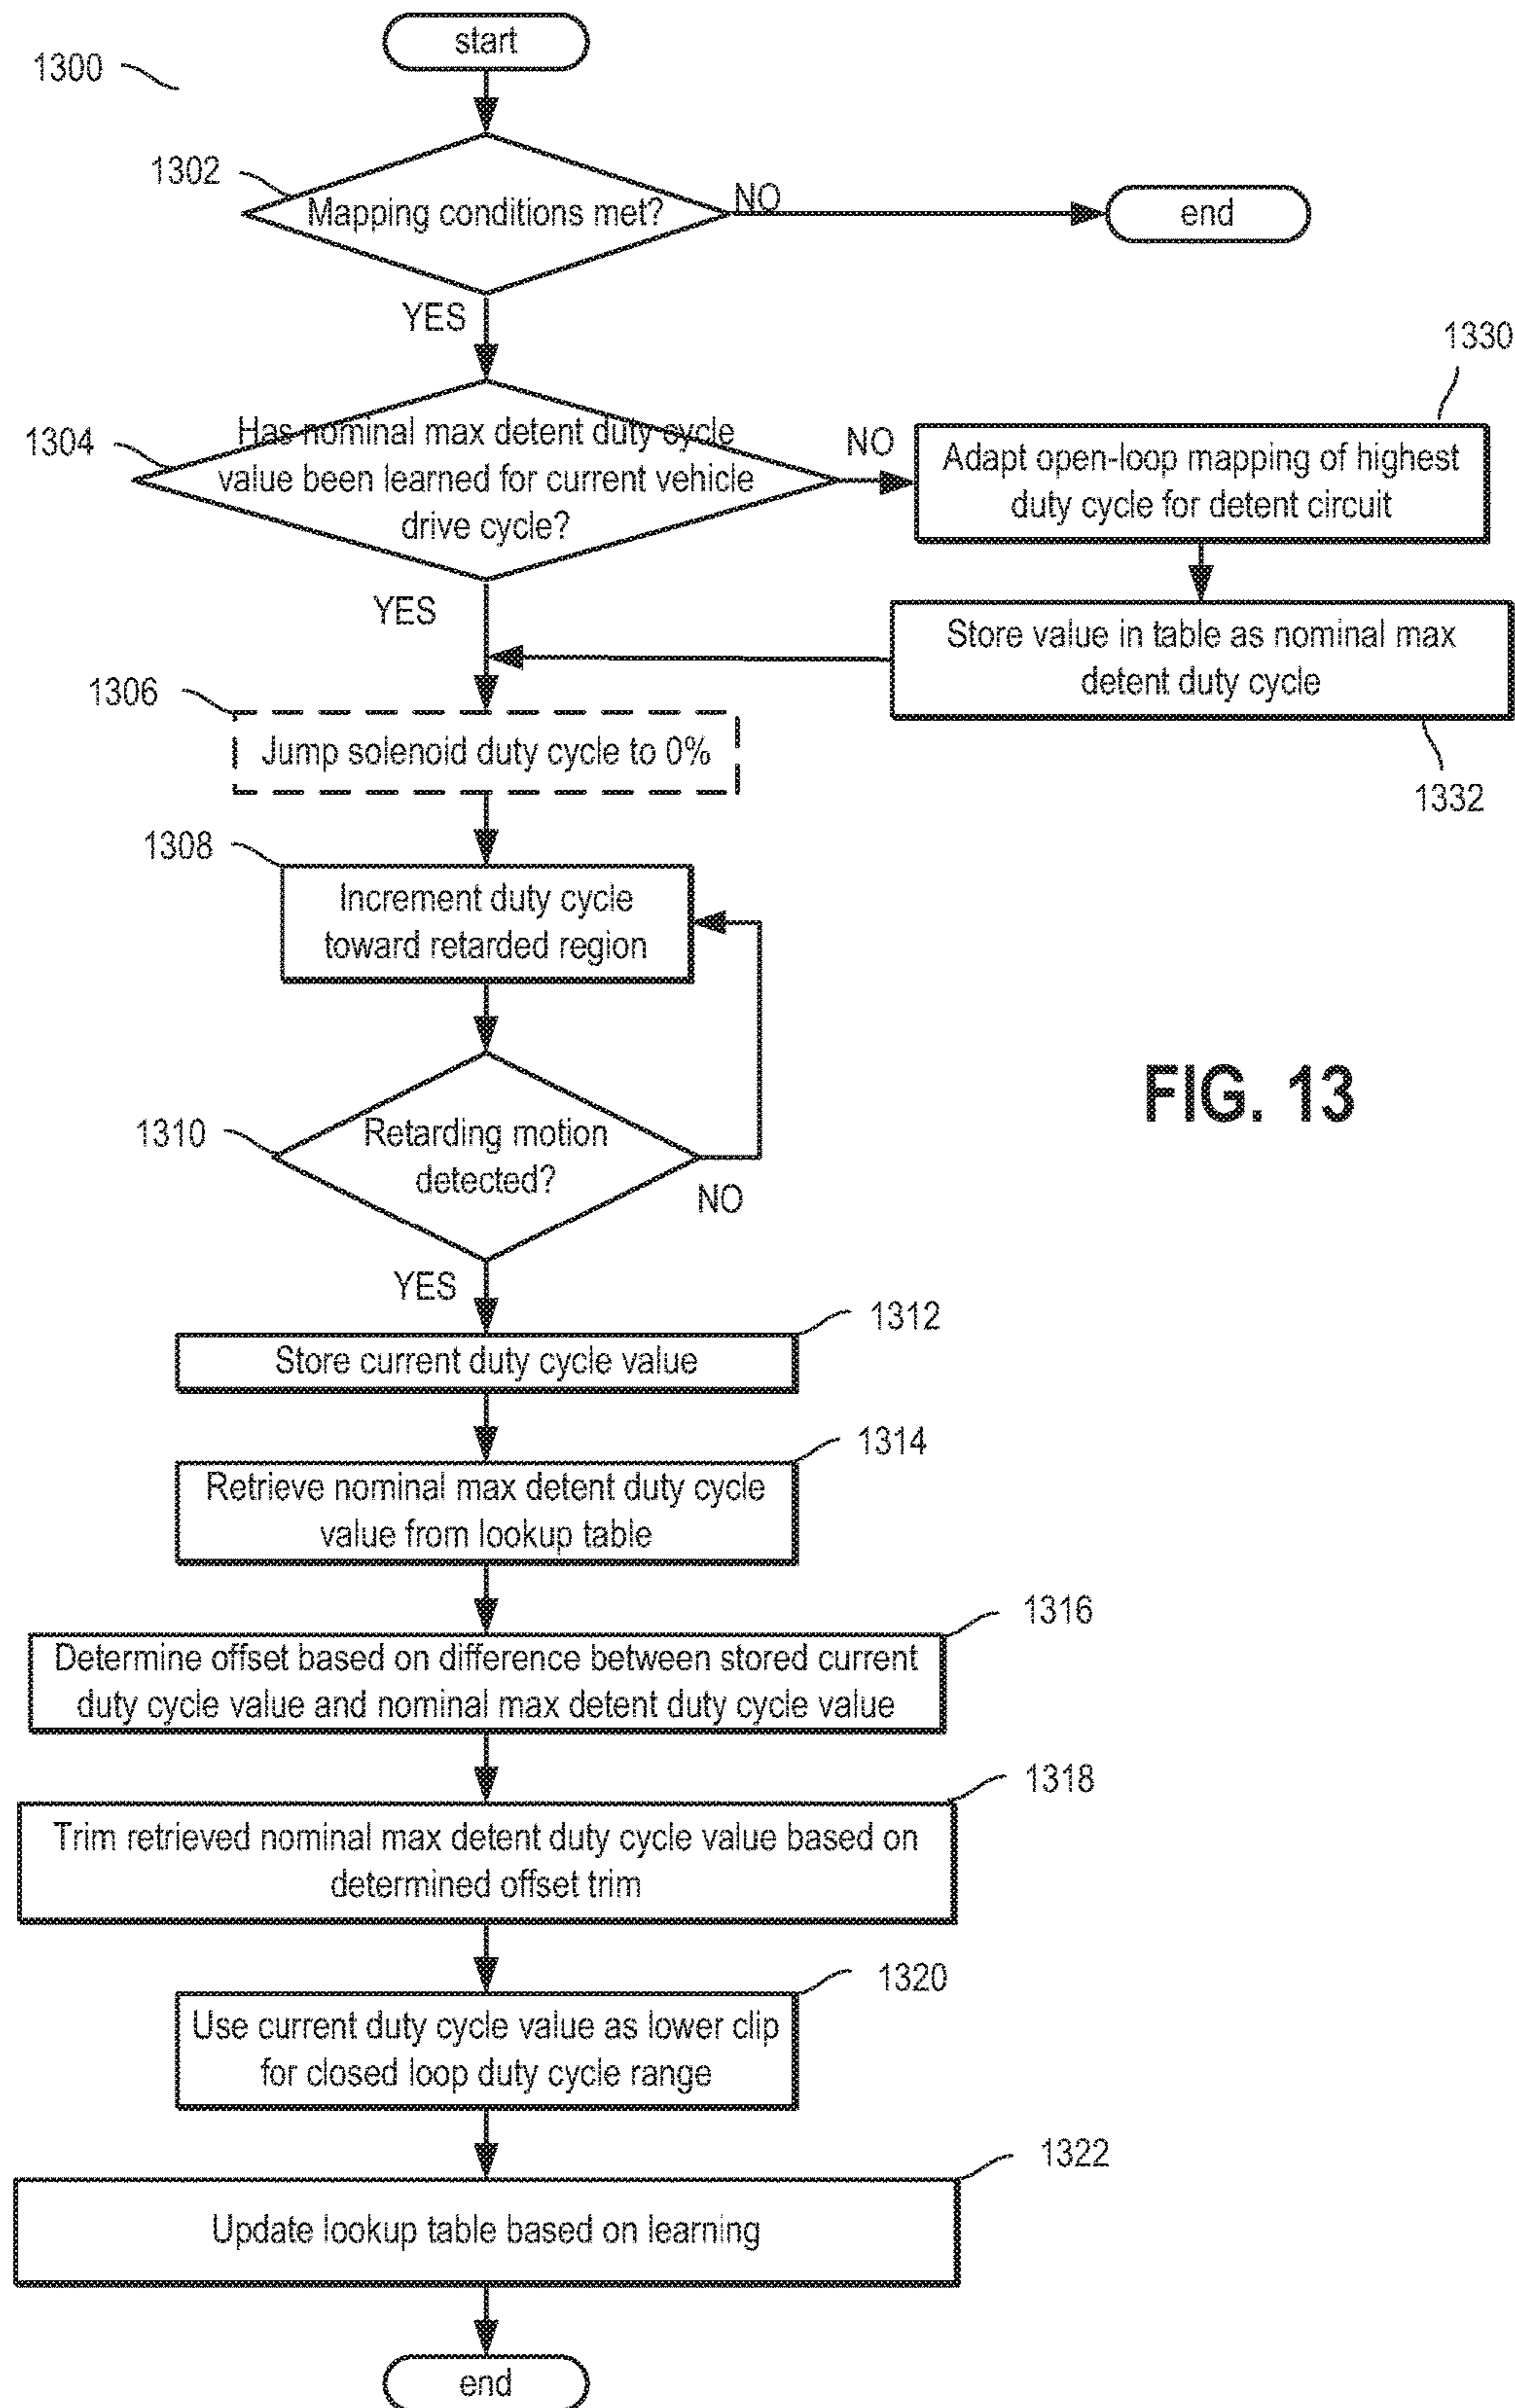 start
1300
1302
Mapping conditions met?
NO
end
YES
1330
1304
Has nominal max detent duty cycle
value been learned for current vehicle
drive cycle?
NO
Adapt open-loop mapping of highest
duty cycle for detent circuit
YES
Store value in table as nominal max
detent duty cycle
1332
1306
Jump solenoid duty cycle to 0%
1308
Increment duty cycle
toward retarded region
FIG. 13
1310
Retarding motion
detected?
NO
YES
1312
Store current duty cycle value
1314
Retrieve nominal max detent duty cycle
value from lookup table
1316
Determine offset based on difference between stored current
duty cycle value and nominal max detent duty cycle value
1318
Trim retrieved nominal max detent duty cycle value based on
determined offset trim
1320
Use current duty cycle value as lower clip
for closed loop duty cycle range
1322
Update lookup table based on learning
end